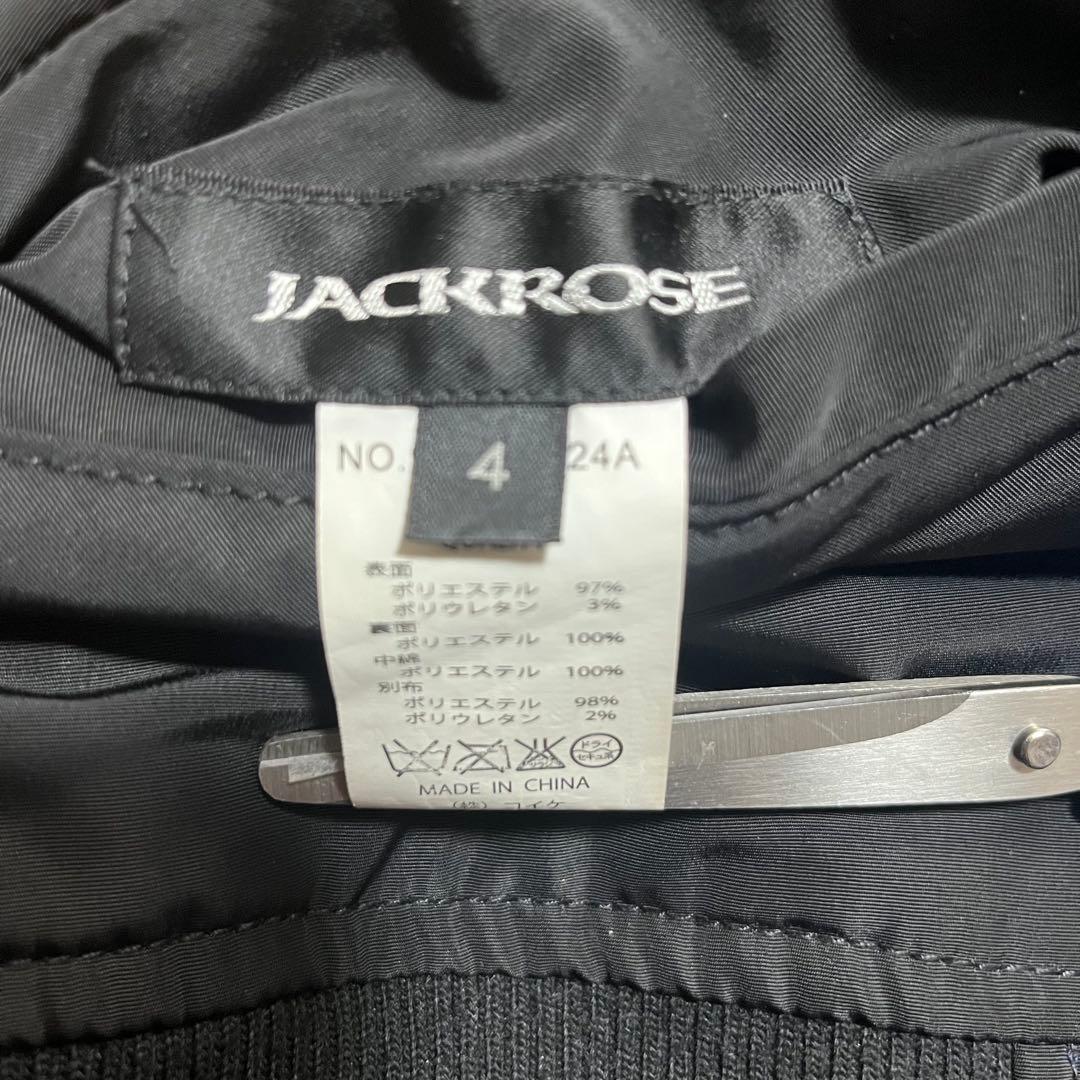 JACKROSE
4
NO. 24A
表面
ポリエステル 97%
ポリウレタン 3%
裏面
ポリエステル 100%
中綿
ポリエステル 100%
別布
ポリエステル 98%
ポリウレタン 2%
ドライ
セキユ系
MADE IN CHINA
(株) コイケ